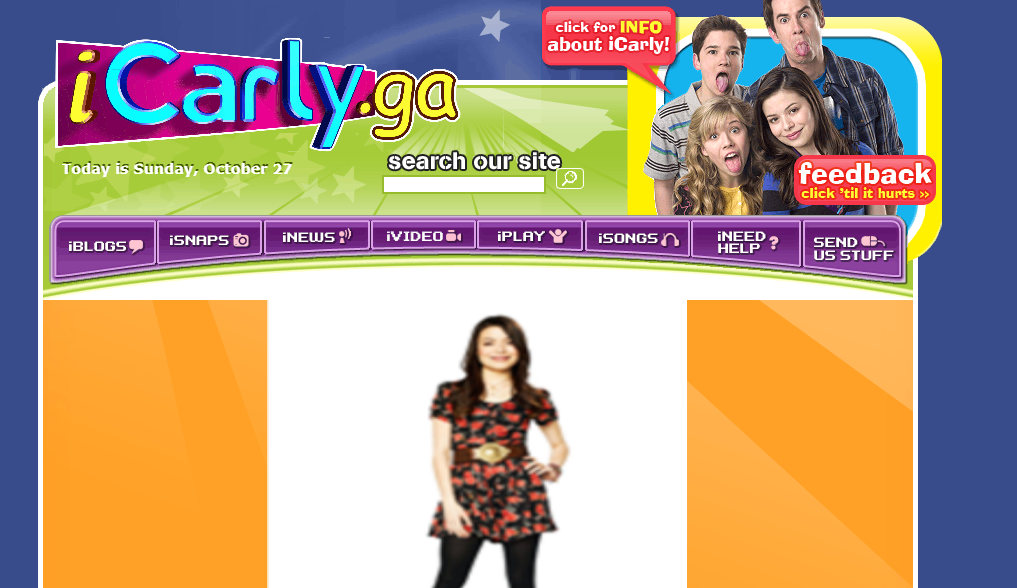 click for INFO
about iCarly!
iCarly.ga
search our site
Today is Sunday, October 27
feedback
click 'til it hurts »
iBLOGS
iSNAPS
iNEWS
iVIDEO
iPLAY
iSONGS
iNEED
HELP ?
SEND
US STUFF